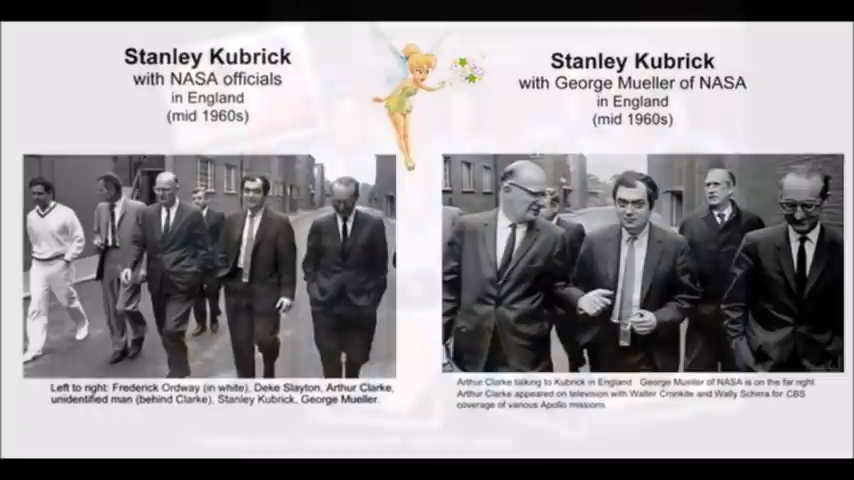 Stanley Kubrick
with NASA officials
in England
(mid 1960s)
Left to right: Frederick Ordway (in white), Deke Slayton, Arthur Clarke,
unidentified man (behind Clarke), Stanley Kubrick, George Mueller.
Stanley Kubrick
with George Mueller of NASA
in England
(mid 1960s)
Arthur Clarke talking to Kubrick in England George Mueller of NASA is on the far right
Arthur Clarke appeared on television with Walter Cronkite and Wally Schirra for CBS
coverage of various Apollo missions